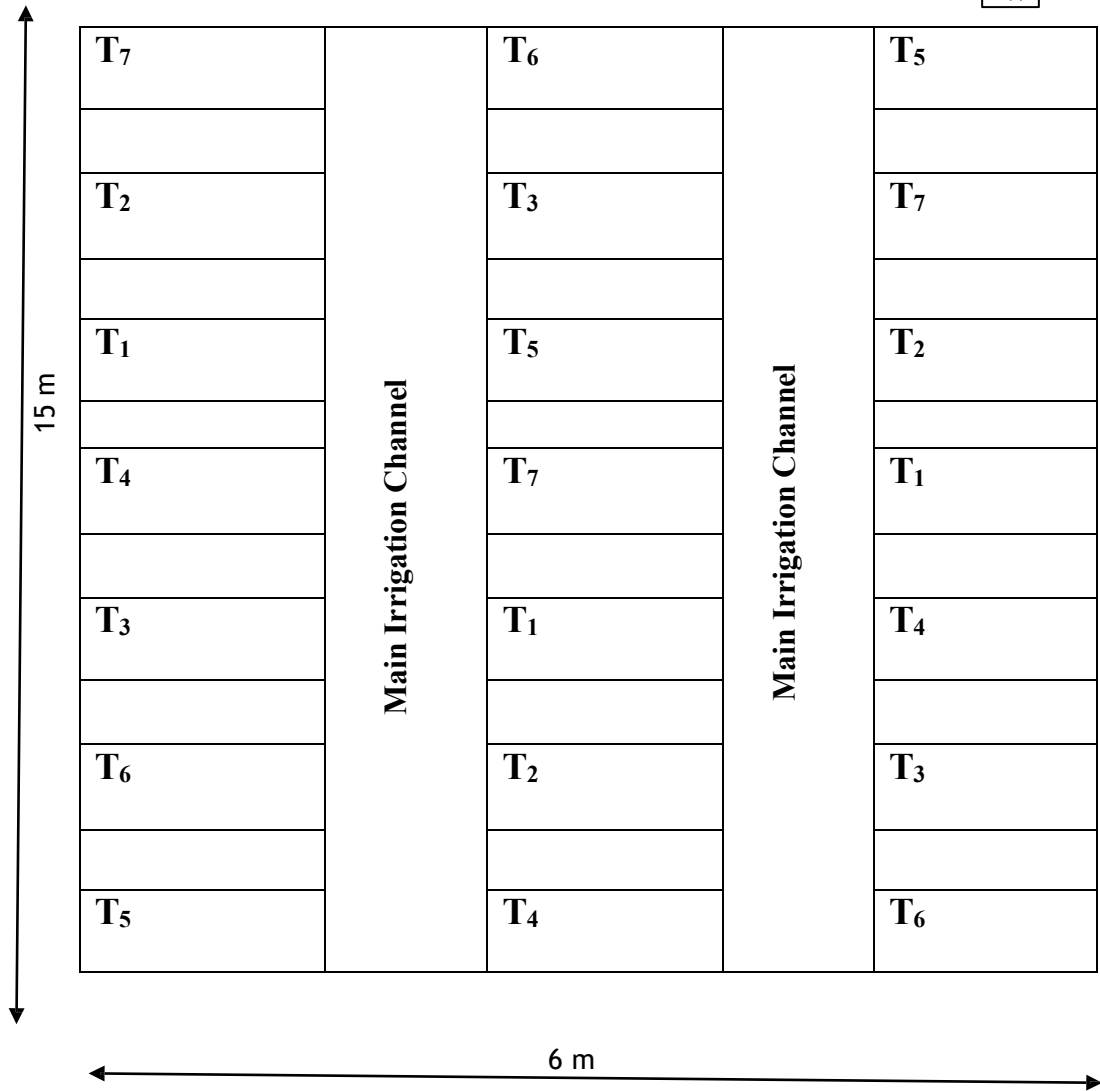 T₇ T₆ T₅
T₂ T₃ T₇
T₁ T₅ T₂
T₄ T₇ T₁
T₃ T₁ T₄
T₆ T₂ T₃
T₅ T₄ T₆
Main Irrigation Channel
Main Irrigation Channel
15 m
6 m